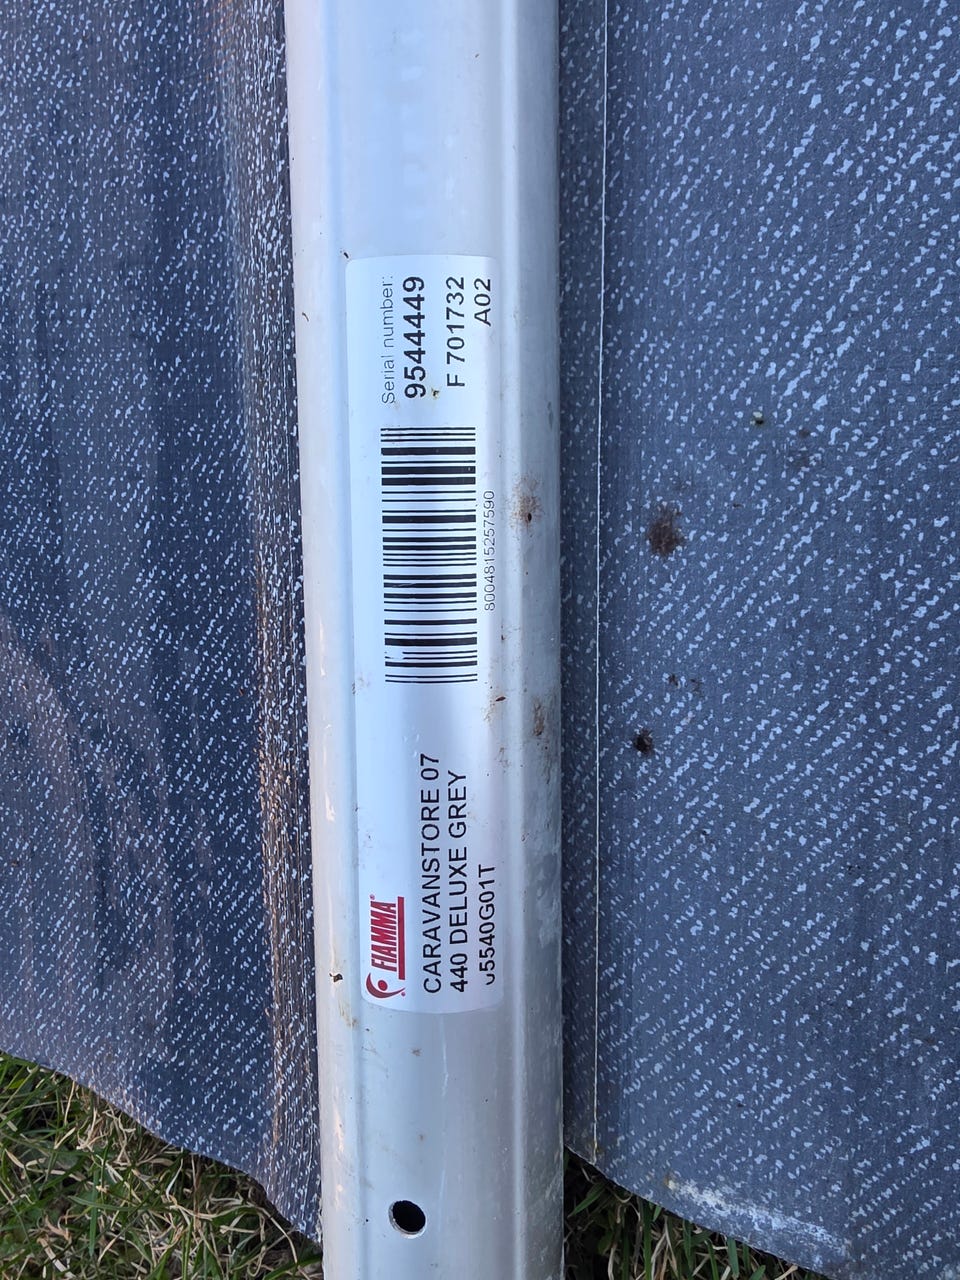 FIAMMA®
CARAVANSTORE 07
440 DELUXE GREY
05540G01T
8004815257590
Serial number:
9544449
F 701732
A02